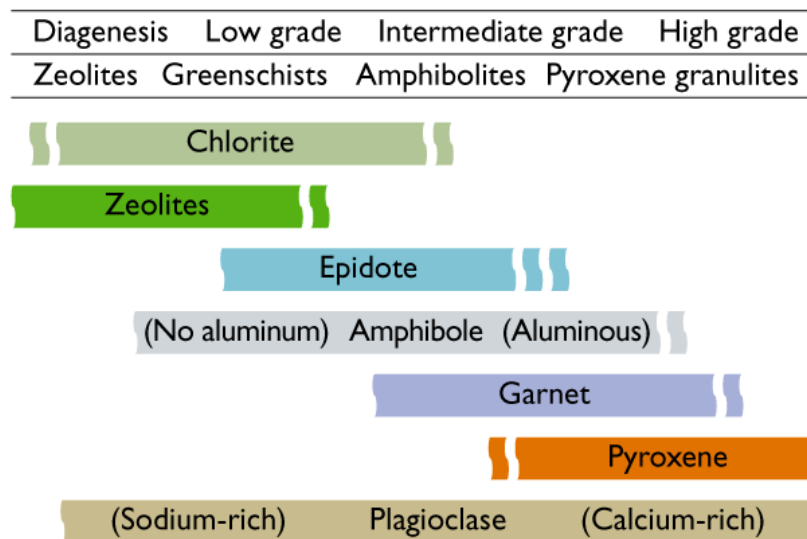 Diagenesis Low grade Intermediate grade High grade
Zeolites Greenschists Amphibolites Pyroxene granulites
Chlorite
Zeolites
Epidote
(No aluminum) Amphibole (Aluminous)
Garnet
Pyroxene
(Sodium-rich) Plagioclase (Calcium-rich)